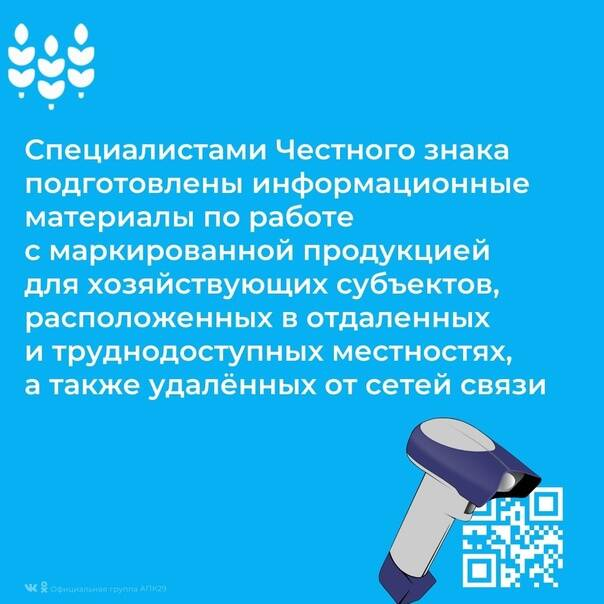 Специалистами Честного знака
подготовлены информационные
материалы по работе
с маркированной продукцией
для хозяйствующих субъектов,
расположенных в отдаленных
и труднодоступных местностях,
а также удалённых от сетей связи
Официальная группа АПК29